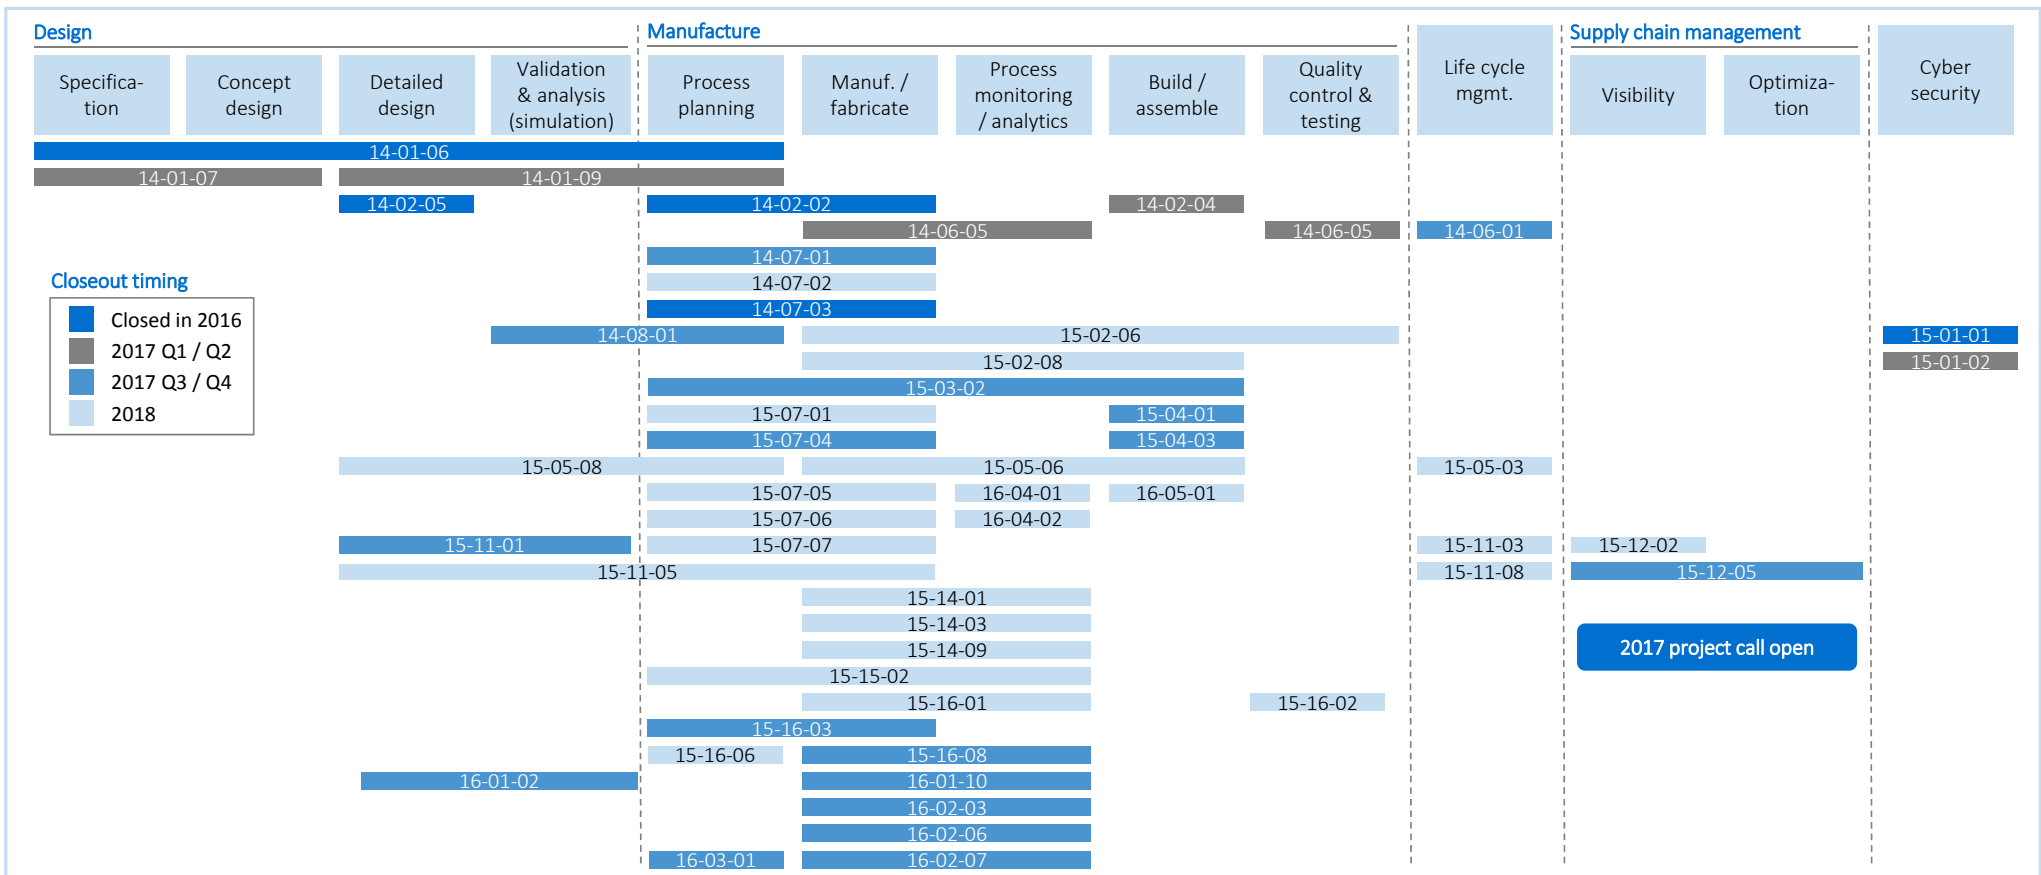 Design
Manufacture
Supply chain management
Specifica-
tion
Concept
design
Detailed
design
Validation
& analysis
(simulation)
Process
planning
Manuf. /
fabricate
Process
monitoring
/ analytics
Build /
assemble
Quality
control &
testing
Life cycle
mgmt.
Visibility
Optimiza-
tion
Cyber
security
14-01-06
14-01-07 14-01-09
14-02-05 14-02-02 14-02-04
14-06-05 14-06-05 14-06-01
14-07-01
14-07-02
14-07-03
14-08-01 15-02-06 15-01-01
15-02-08 15-01-02
15-03-02
15-07-01 15-04-01
15-07-04 15-04-03
15-05-08 15-05-06 15-05-03
15-07-05 16-04-01 16-05-01
15-07-06 16-04-02
15-11-01 15-07-07 15-11-03 15-12-02
15-11-05 15-11-08 15-12-05
15-14-01
15-14-03
15-14-09
15-15-02
15-16-01 15-16-02
15-16-03
15-16-06 15-16-08
16-01-02 16-01-10
16-02-03
16-02-06
16-03-01 16-02-07
Closeout timing
Closed in 2016
2017 Q1 / Q2
2017 Q3 / Q4
2018
2017 project call open